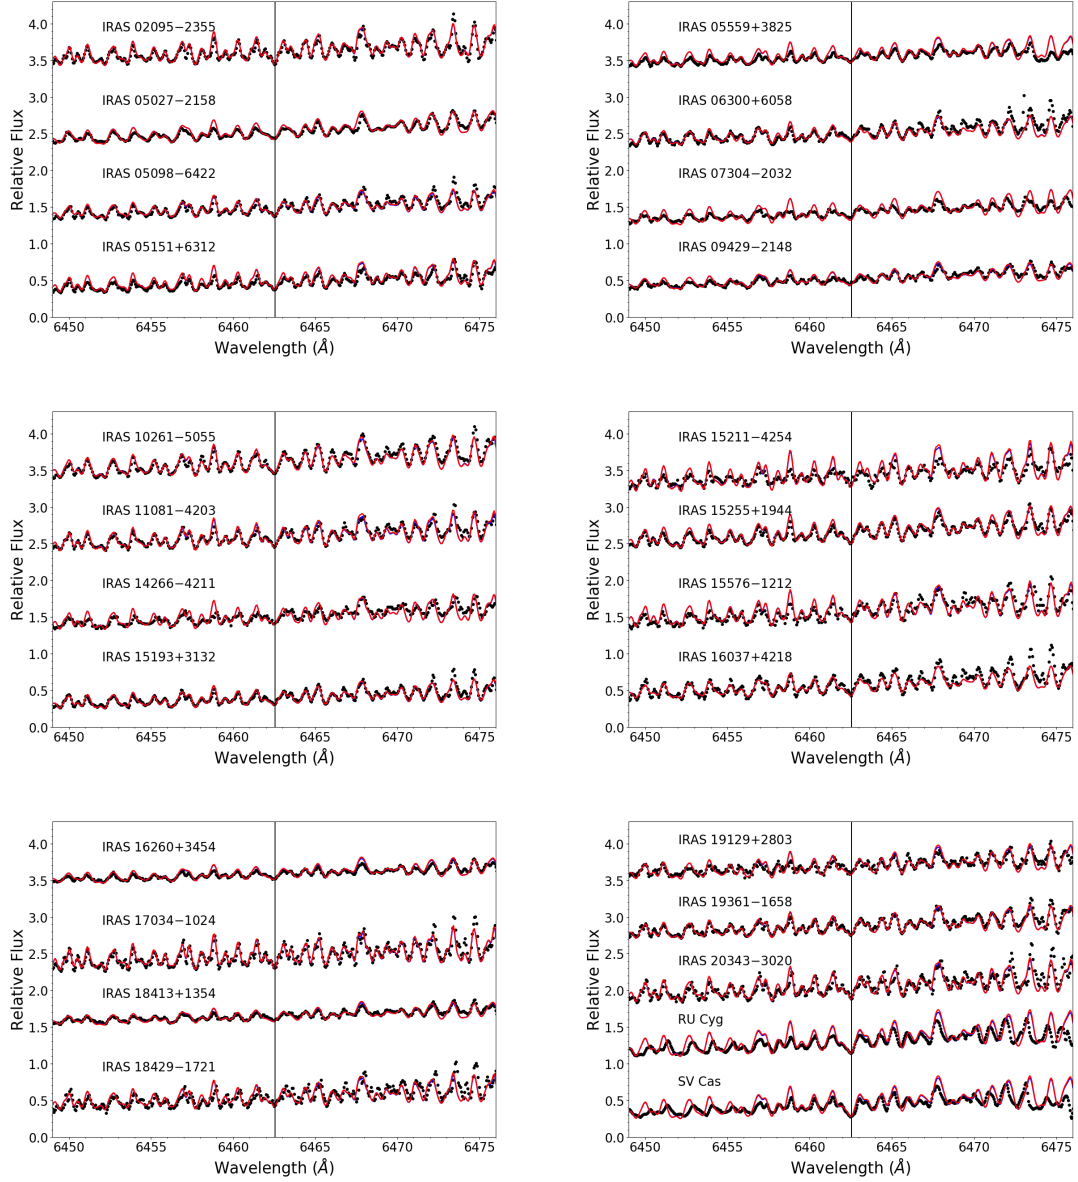 4.0
3.5
3.0
2.5
2.0
1.5
1.0
0.5
0.0
Relative Flux
IRAS 02095−2355
IRAS 05027−2158
IRAS 05098−6422
IRAS 05151+6312
6450 6455 6460 6465 6470 6475
Wavelength (Å)
4.0
3.5
3.0
2.5
2.0
1.5
1.0
0.5
0.0
Relative Flux
IRAS 05559+3825
IRAS 06300+6058
IRAS 07304−2032
IRAS 09429−2148
6450 6455 6460 6465 6470 6475
Wavelength (Å)
4.0
3.5
3.0
2.5
2.0
1.5
1.0
0.5
0.0
Relative Flux
IRAS 10261−5055
IRAS 11081−4203
IRAS 14266−4211
IRAS 15193+3132
6450 6455 6460 6465 6470 6475
Wavelength (Å)
4.0
3.5
3.0
2.5
2.0
1.5
1.0
0.5
0.0
Relative Flux
IRAS 15211−4254
IRAS 15255+1944
IRAS 15576−1212
IRAS 16037+4218
6450 6455 6460 6465 6470 6475
Wavelength (Å)
4.0
3.5
3.0
2.5
2.0
1.5
1.0
0.5
0.0
Relative Flux
IRAS 16260+3454
IRAS 17034−1024
IRAS 18413+1354
IRAS 18429−1721
6450 6455 6460 6465 6470 6475
Wavelength (Å)
4.0
3.5
3.0
2.5
2.0
1.5
1.0
0.5
0.0
Relative Flux
IRAS 19129+2803
IRAS 19361−1658
IRAS 20343−3020
RU Cyg
SV Cas
6450 6455 6460 6465 6470 6475
Wavelength (Å)